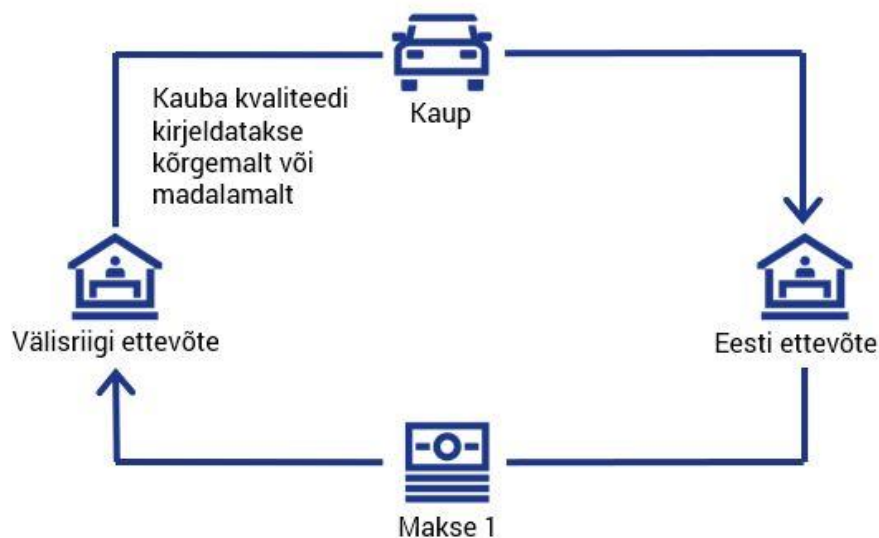 Kaup
Kauba kvaliteedi
kirjeldatakse
kõrgemalt või
madalamalt
Välisriigi ettevõte
Eesti ettevõte
Makse 1